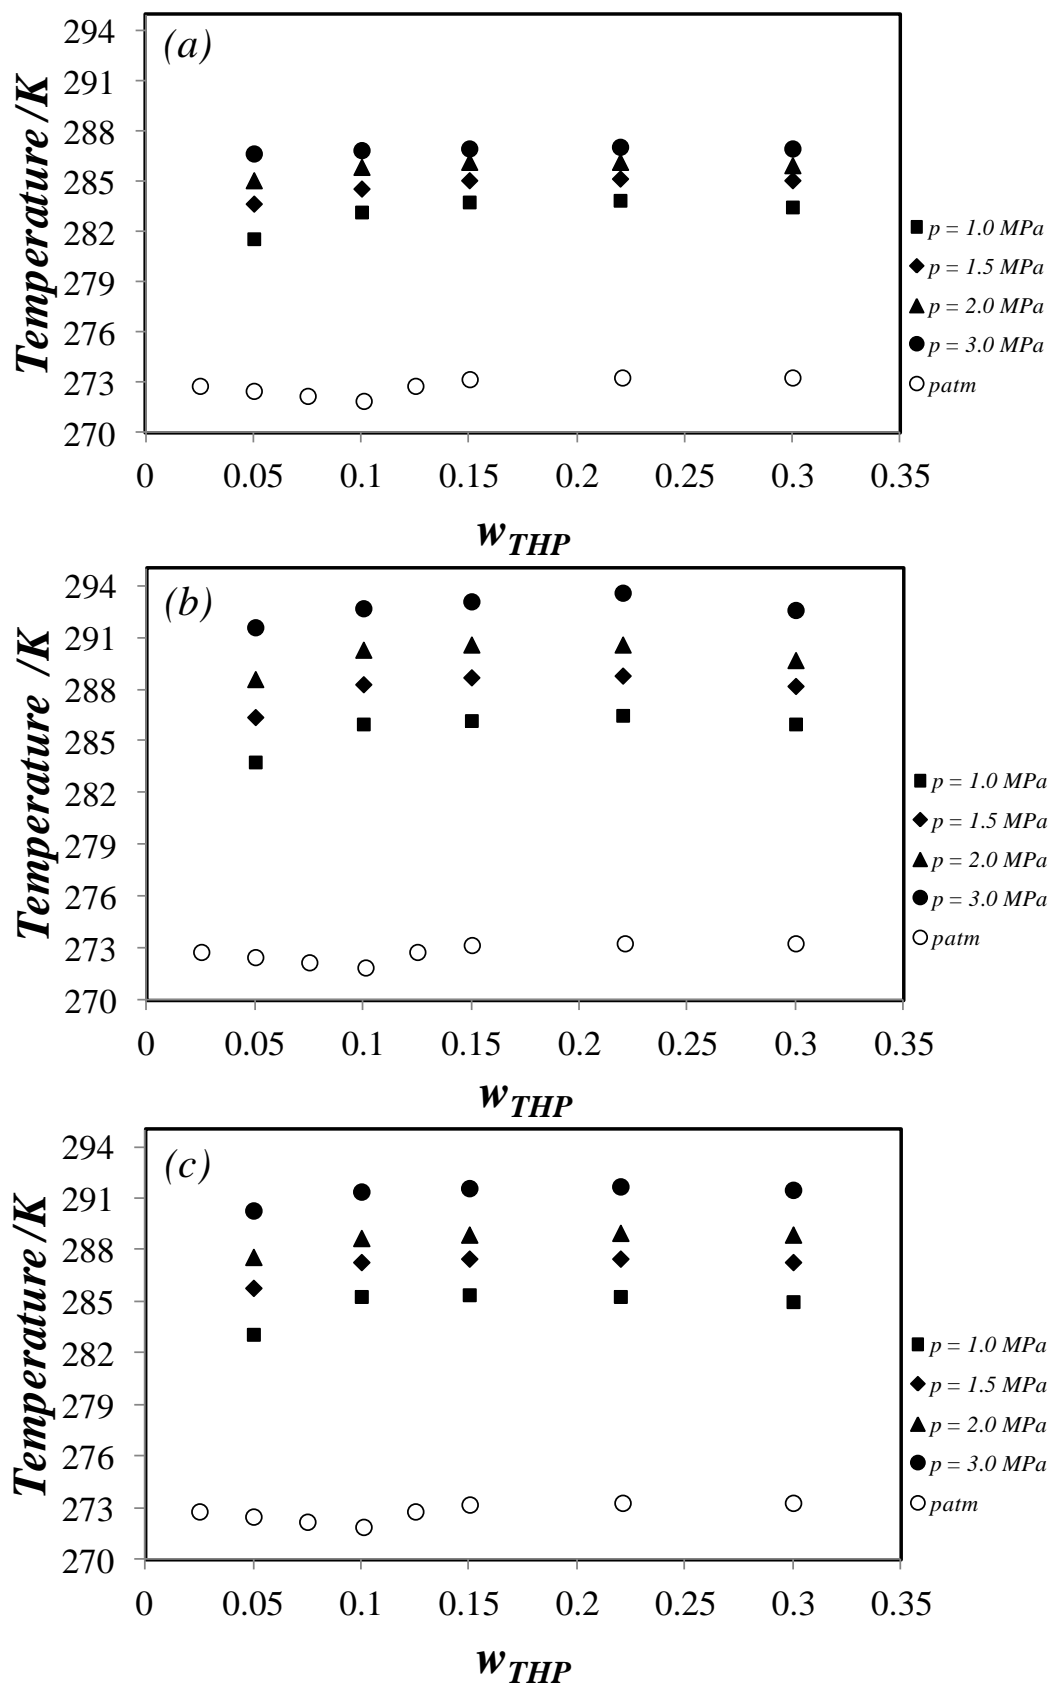 (a)
Temperature /K
294
291
288
285
282
279
276
273
270
0 0.05 0.1 0.15 0.2 0.25 0.3 0.35
wTHP
p = 1.0 MPa
p = 1.5 MPa
p = 2.0 MPa
p = 3.0 MPa
patm
(b)
Temperature /K
294
291
288
285
282
279
276
273
270
0 0.05 0.1 0.15 0.2 0.25 0.3 0.35
wTHP
p = 1.0 MPa
p = 1.5 MPa
p = 2.0 MPa
p = 3.0 MPa
patm
(c)
Temperature /K
294
291
288
285
282
279
276
273
270
0 0.05 0.1 0.15 0.2 0.25 0.3 0.35
wTHP
p = 1.0 MPa
p = 1.5 MPa
p = 2.0 MPa
p = 3.0 MPa
patm